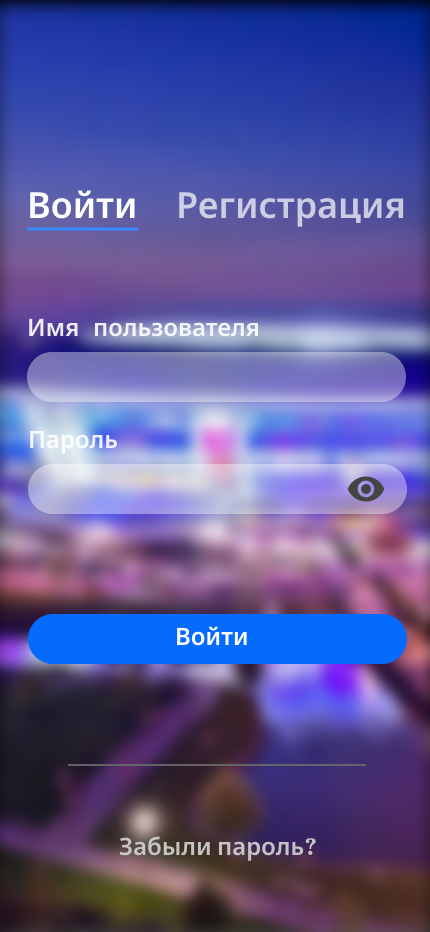 Войти Регистрация
Имя пользователя
Пароль
Войти
Забыли пароль?